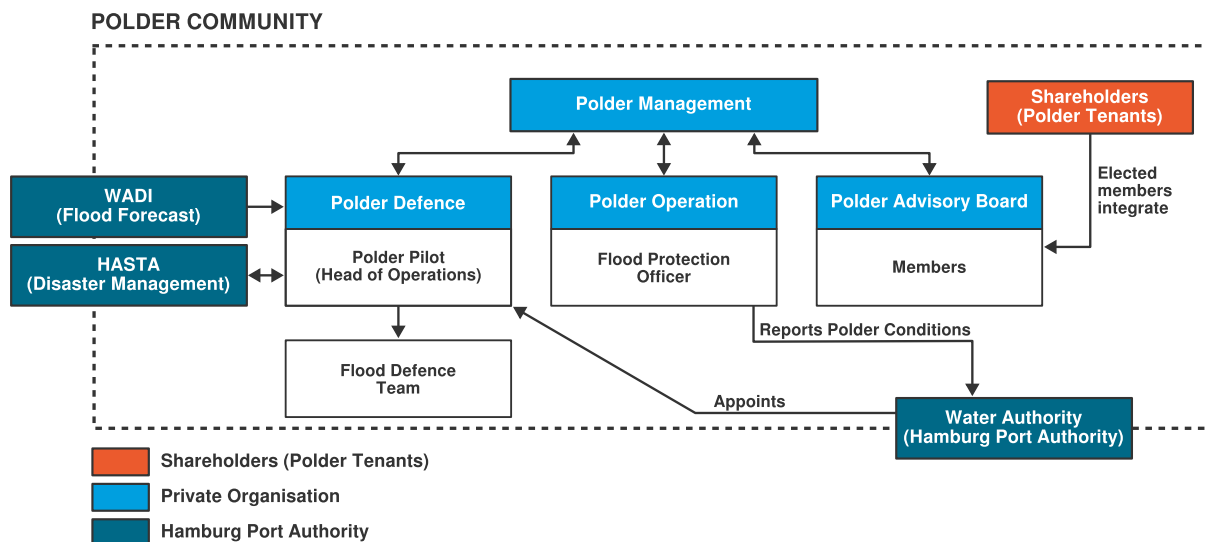 POLDER COMMUNITY
Polder Management
Shareholders
(Polder Tenants)
Elected
members
integrate
WADI
(Flood Forecast)
HASTA
(Disaster Management)
Polder Defence
Polder Pilot
(Head of Operations)
Flood Defence
Team
Polder Operation
Flood Protection
Officer
Polder Advisory Board
Members
Reports Polder Conditions
Appoints
Water Authority
(Hamburg Port Authority)
Shareholders (Polder Tenants)
Private Organisation
Hamburg Port Authority